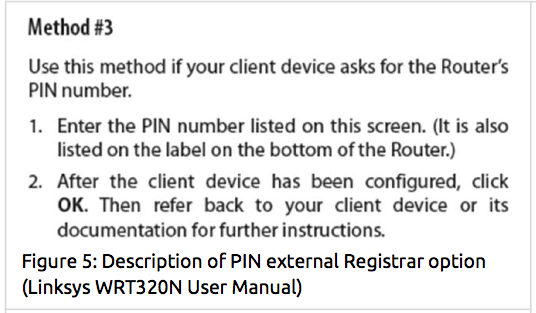 Method #3
Use this method if your client device asks for the Router's
PIN number.
1. Enter the PIN number listed on this screen. (It is also
listed on the label on the bottom of the Router.)
2. After the client device has been configured, click
OK. Then refer back to your client device or its
documentation for further instructions.
Figure 5: Description of PIN external Registrar option
(Linksys WRT320N User Manual)